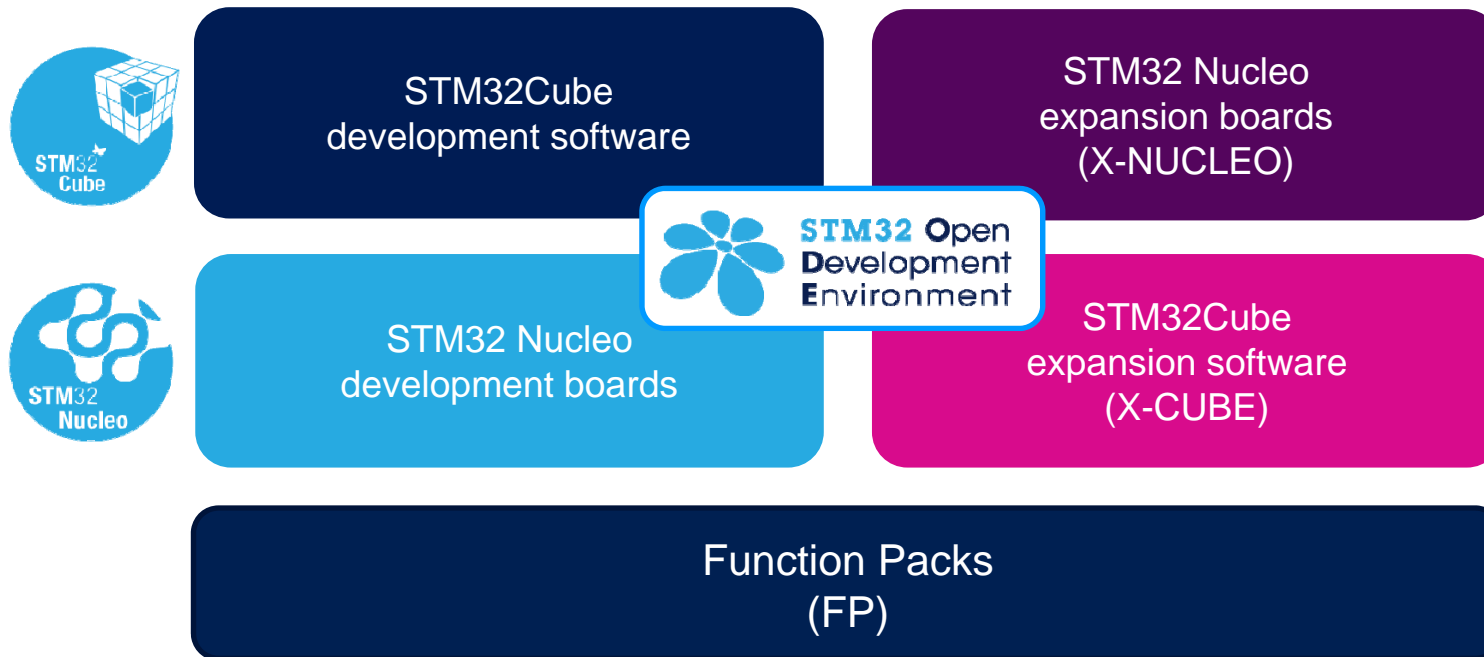 STM32
Cube
STM32Cube
development software
STM32 Nucleo
expansion boards
(X-NUCLEO)
STM32 Open
Development
Environment
STM32
Nucleo
STM32 Nucleo
development boards
STM32Cube
expansion software
(X-CUBE)
Function Packs
(FP)